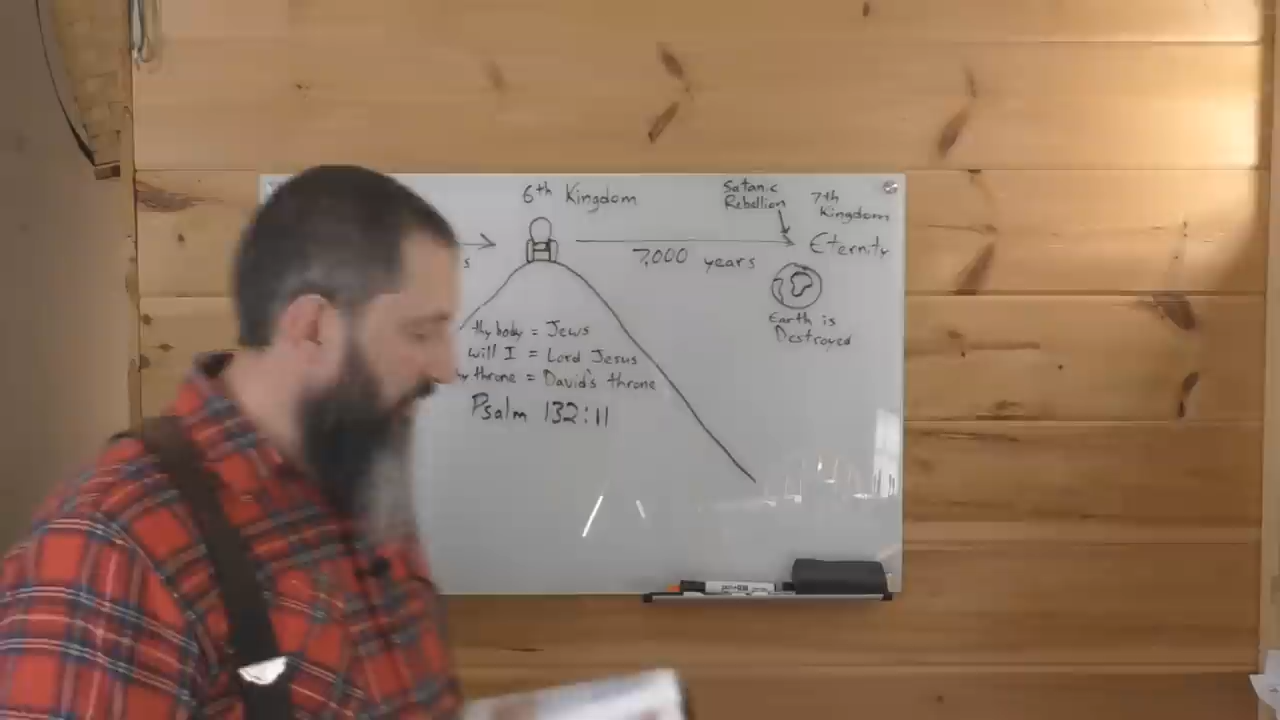 6th Kingdom
Satanic
Rebellion
7th
Kingdom
Eternity
7,000 years
Earth is
Destroyed
thy body = Jews
will I = Lord Jesus
throne = David's throne
Psalm 132:11